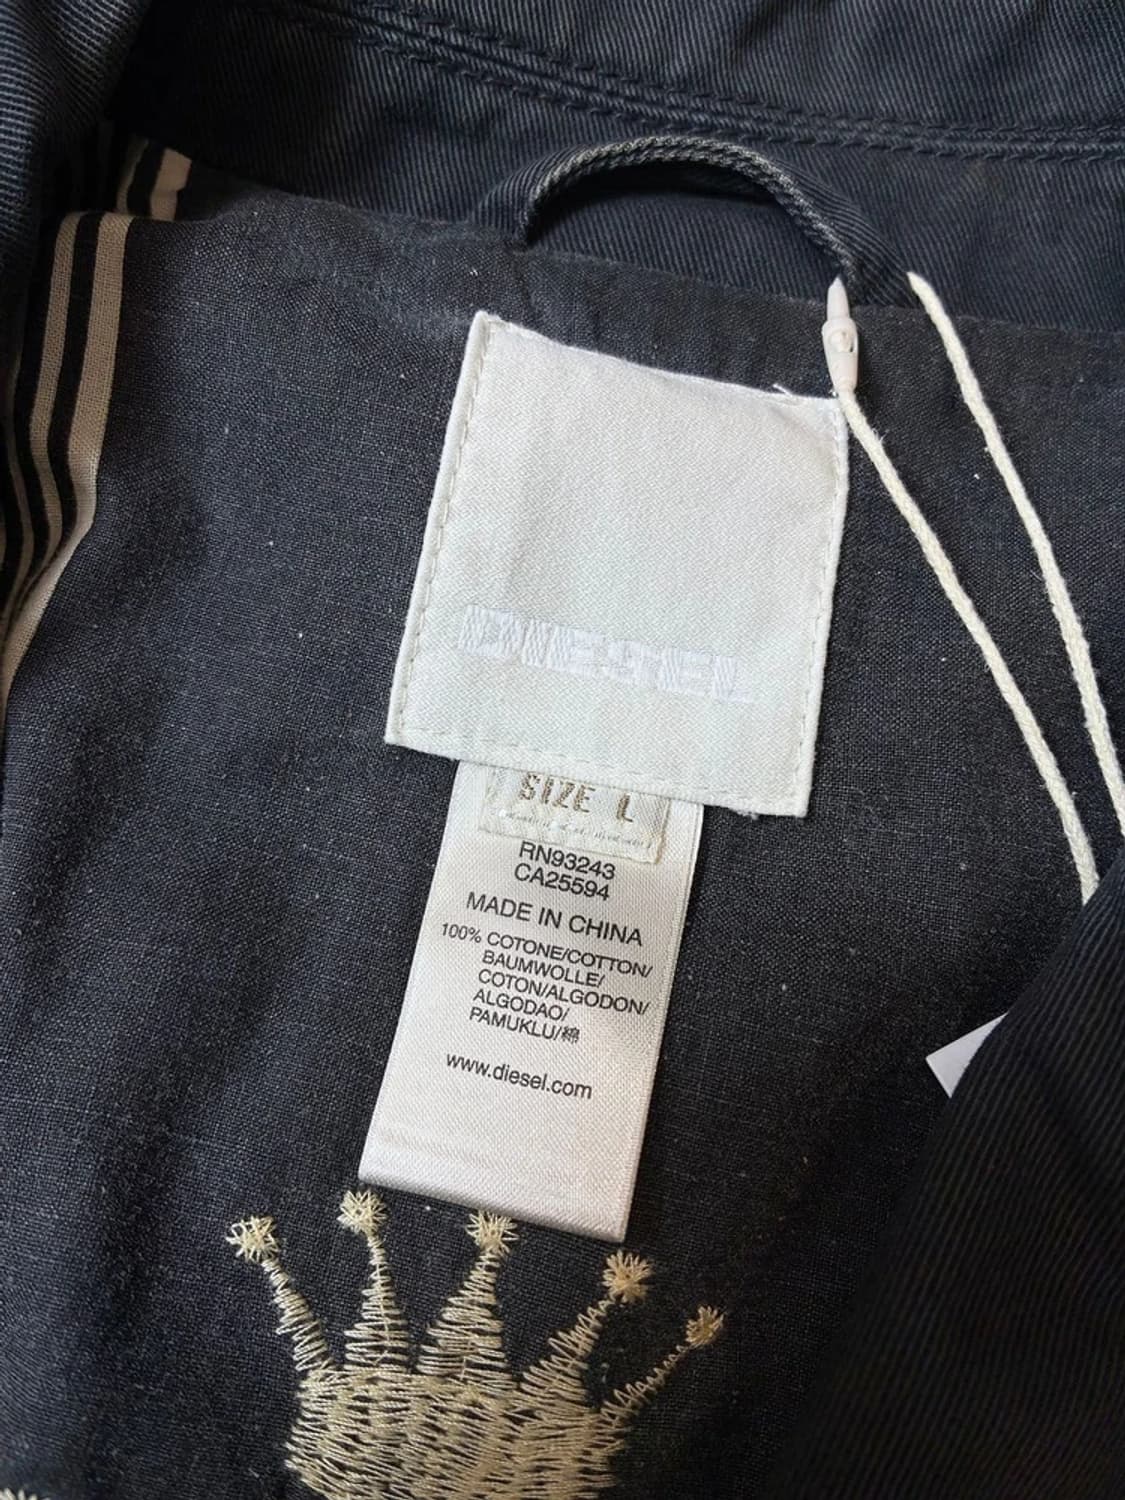 DIESEL
SIZE L
RN93243
CA25594
MADE IN CHINA
100% COTONE/COTTON/
BAUMWOLLE/
COTON/ALGODON/
ALGODAO/
PAMUKLU/綿
www.diesel.com